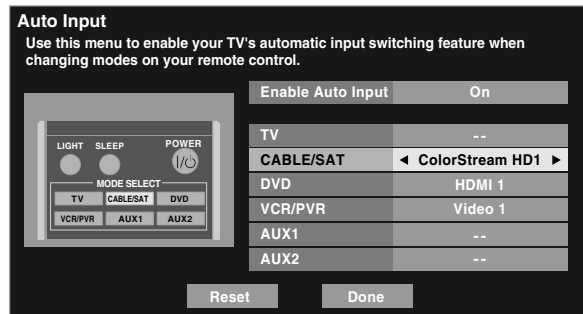 Auto Input
Use this menu to enable your TV's automatic input switching feature when
changing modes on your remote control.
LIGHT SLEEP POWER
I/⏻
MODE SELECT
TV CABLE/SAT DVD
VCR/PVR AUX1 AUX2
Enable Auto Input On
TV --
CABLE/SAT ◀ ColorStream HD1 ▶
DVD HDMI 1
VCR/PVR Video 1
AUX1 --
AUX2 --
Reset Done